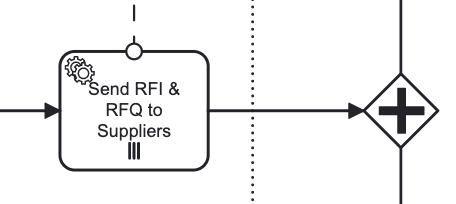 Send RFI &
RFQ to
Suppliers